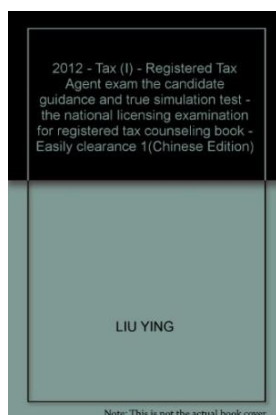 2012 - Tax (I) - Registered Tax
Agent exam the candidate
guidance and true simulation test -
the national licensing examination
for registered tax counseling book -
Easily clearance 1(Chinese Edition)
LIU YING
Note: This is not the actual book cover